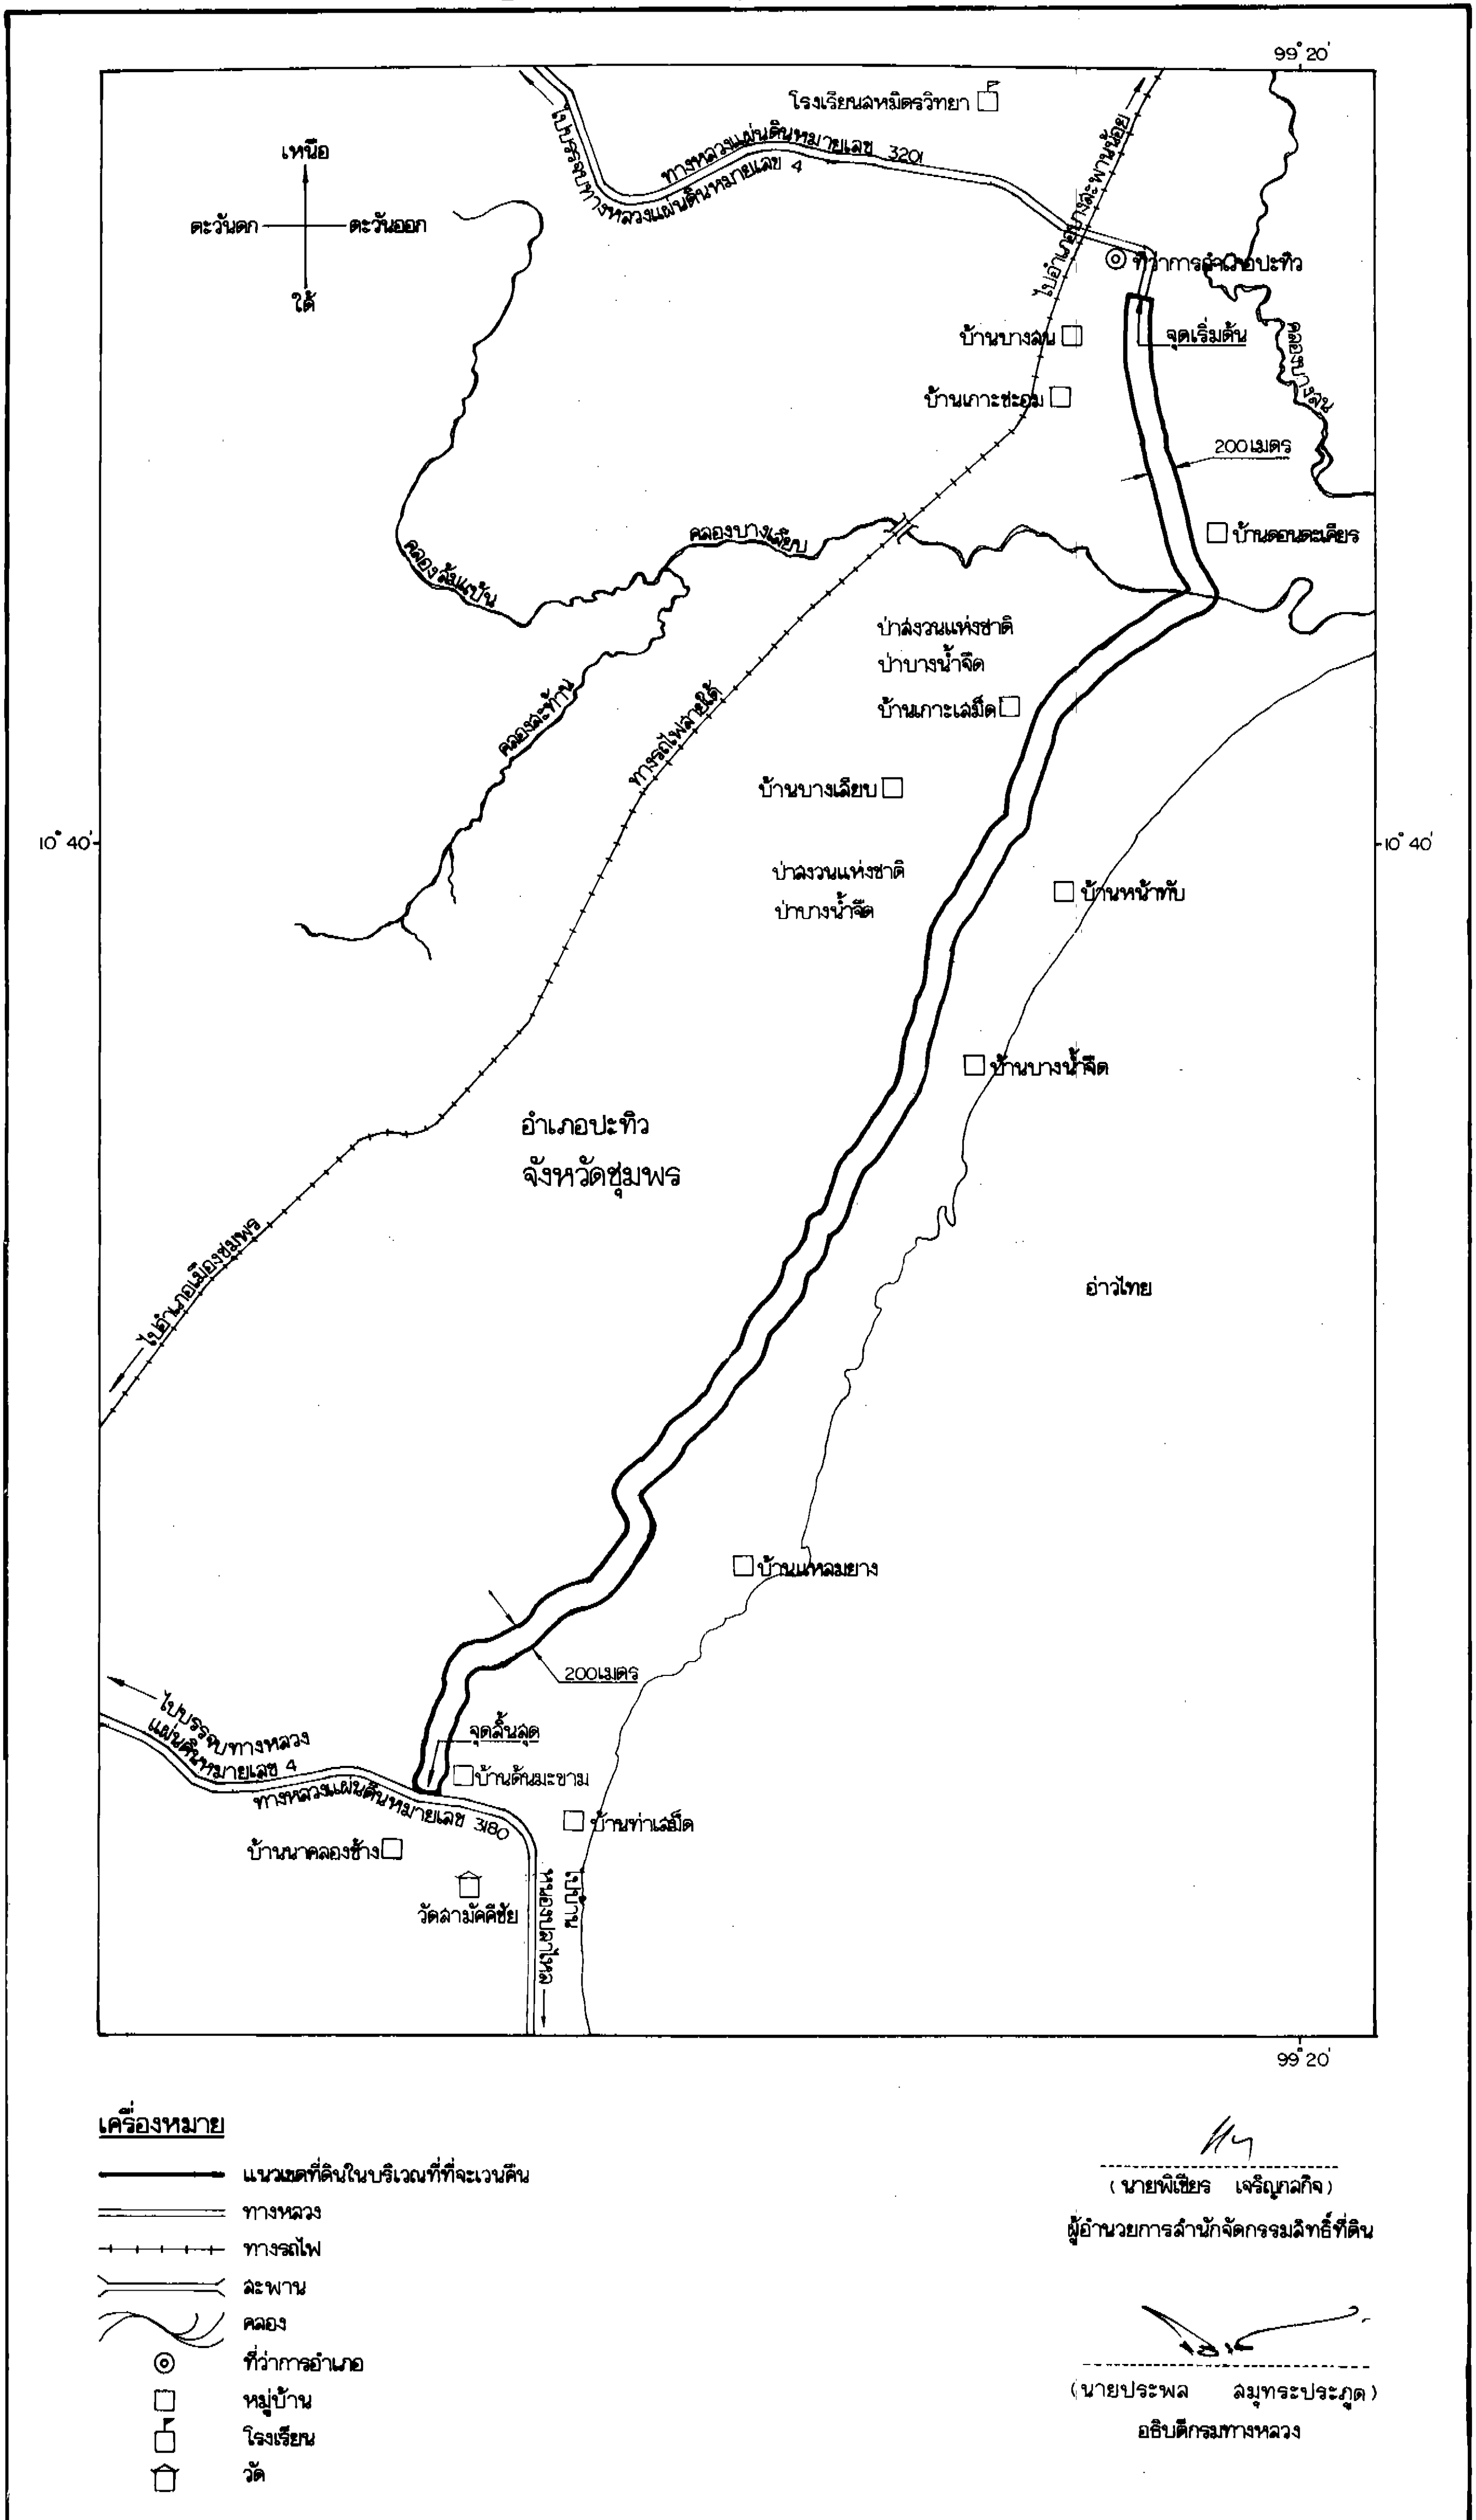 99° 20'
โรงเรียนสหมิตรวิทยา
ไปบรรจบทางหลวงแผ่นดินหมายเลข 4
ทางหลวงแผ่นดินหมายเลข 3201
ไปอำเภอบางสะพานน้อย
เหนือ
ตะวันตก
ตะวันออก
ใต้
ที่ว่าการอำเภอปะทิว
บ้านบางสน
จุดเริ่มต้น
คลองบางสน
บ้านเกาะชะอม
200 เมตร
บ้านดอนตะเคียร
คลองบางเลียบ
คลองส้มแป้น
ป่าสงวนแห่งชาติ
ป่าบางน้ำจืด
บ้านเกาะเสม็ด
คลองสะท้าน
ทางรถไฟสายใต้
บ้านบางเลียบ
10° 40'
10° 40'
ป่าสงวนแห่งชาติ
ป่าบางน้ำจืด
บ้านหน้าทับ
บ้านบางน้ำจืด
อำเภอปะทิว
จังหวัดชุมพร
ไปอำเภอเมืองชุมพร
อ่าวไทย
บ้านแหลมยาง
200 เมตร
ไปบรรจบทางหลวง
แผ่นดินหมายเลข 4
จุดสิ้นสุด
บ้านต้นมะขาม
ทางหลวงแผ่นดินหมายเลข 3180
บ้านท่าเสม็ด
บ้านนาคลองช้าง
วัดสามัคคีชัย
ไปบ้าน
หนองปลาไหล
99° 20'
เครื่องหมาย
แนวเขตที่ดินในบริเวณที่ที่จะเวนคืน
ทางหลวง
ทางรถไฟ
สะพาน
คลอง
ที่ว่าการอำเภอ
หมู่บ้าน
โรงเรียน
วัด
(นายพิเชียร เจริญกลกิจ)
ผู้อำนวยการสำนักจัดกรรมสิทธิ์ที่ดิน
(นายประพล สมุทระประภูต)
อธิบดีกรมทางหลวง